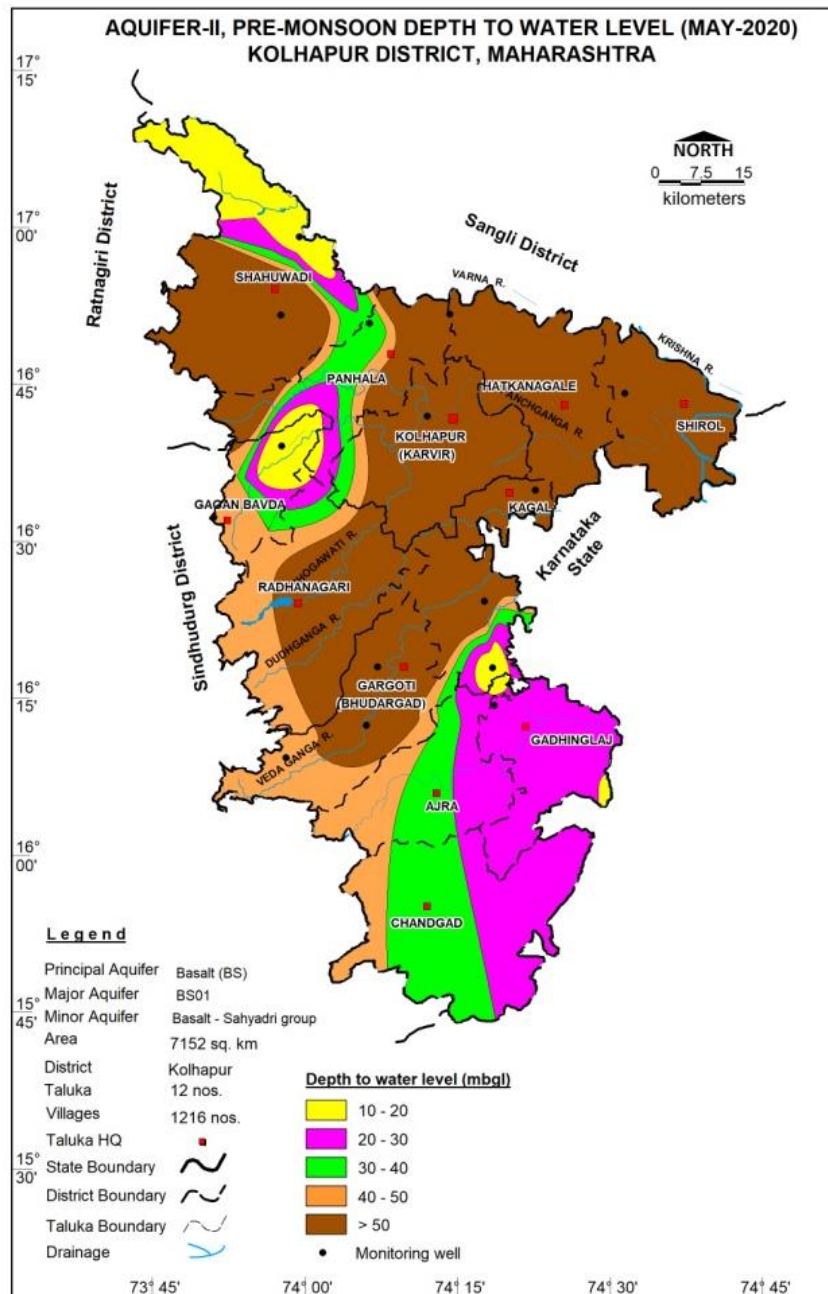 AQUIFER-II, PRE-MONSOON DEPTH TO WATER LEVEL (MAY-2020)
KOLHAPUR DISTRICT, MAHARASHTRA
17°
15'
NORTH
0 7.5 15
kilometers
17°
00'
Ratnagiri District
Sangli District
VARNA R.
SHAHUWADI
KRISHNA R.
16°
45'
PANHALA
HATKANAGALE
ANCHGANGA R.
SHIROL
KOLHAPUR
(KARVIR)
GAGAN BAVDA
KAGAL
16°
30'
Karnataka
State
HOGAWATI R.
RADHANAGARI
Sindhudurg District
DUDHGANGA R.
16°
15'
GARGOTI
(BHUDARGAD)
GADHINGLAJ
VEDA GANGA R.
AJRA
16°
00'
CHANDGAD
Legend
Principal Aquifer Basalt (BS)
Major Aquifer BS01
Minor Aquifer Basalt - Sahyadri group
Area 7152 sq. km
15°
45'
District Kolhapur
Taluka 12 nos.
Villages 1216 nos.
Taluka HQ
State Boundary
District Boundary
Taluka Boundary
Drainage
15°
30'
Depth to water level (mbgl)
10 - 20
20 - 30
30 - 40
40 - 50
> 50
Monitoring well
73° 45' 74° 00' 74° 15' 74° 30' 74° 45'